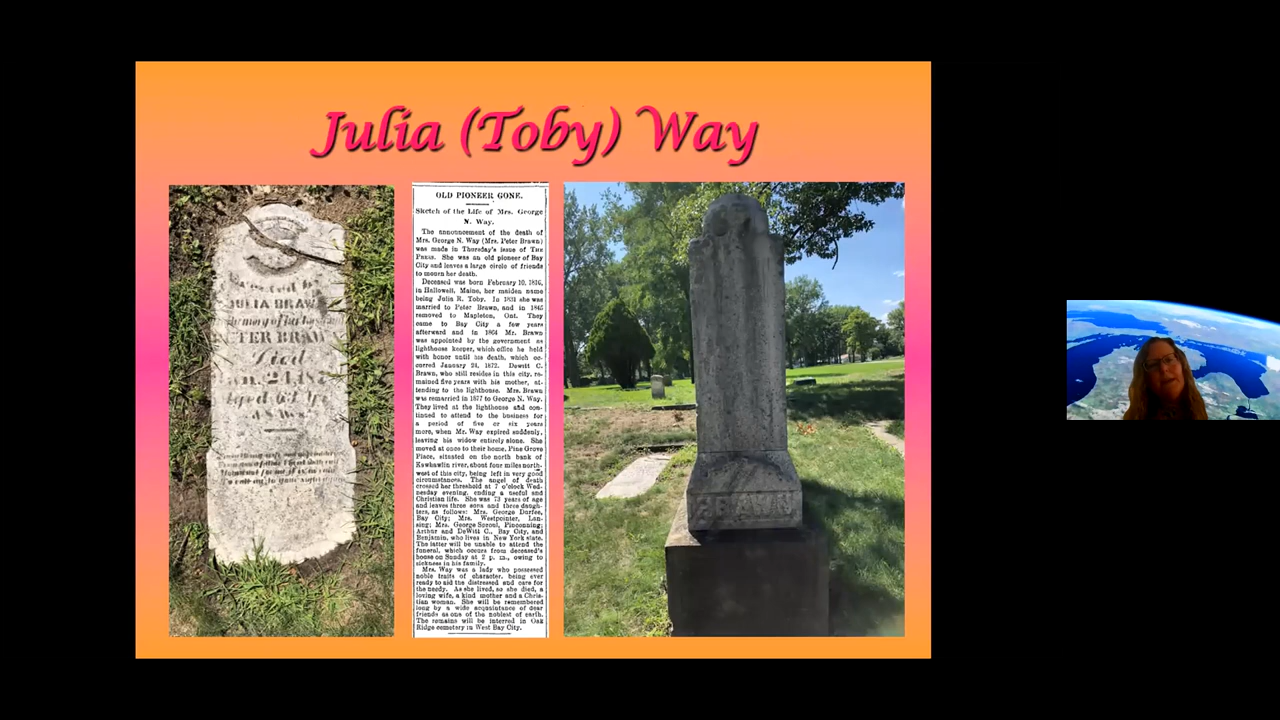 Julia (Toby) Way
JULIA BRAWN
Died
OLD PIONEER GONE.
Sketch of the Life of Mrs. George
N. Way.
The announcement of the death of
Mrs. George N. Way (Mrs. Peter Brawn)
was made in Thursday's issue of THE
PRESS. She was an old pioneer of Bay
City and leaves a large circle of friends
to mourn her death.
Deceased was born February 10, 1816,
in Hallowell, Maine, her maiden name
being Julia R. Toby. In 1831 she was
married to Peter Brawn, and in 1845
removed to Mapleton, Ont. They
came to Bay City a few years
afterward and in 1864 Mr. Brawn
was appointed by the government as
lighthouse keeper, which office he held
with honor until his death, which oc-
curred January 24, 1872. Dewitt C.
Brawn, who still resides in this city, re-
mained five years with his mother, at-
tending to the lighthouse. Mrs. Brawn
was remarried in 1877 to George N. Way.
They lived at the lighthouse and con-
tinued to attend to the business for
a period of five or six years
more, when Mr. Way expired suddenly,
leaving his widow entirely alone. She
moved at once to their home, Pine Grove
Place, situated on the north bank of
Kawkawlin river, about four miles north-
west of this city, being left in very good
circumstances. The angel of death
crossed her threshold at 7 o'clock Wed-
nesday evening, ending a useful and
Christian life. She was 73 years of age
and leaves three sons and three daugh-
ters, as follows: Mrs. George Durfee,
Bay City; Mrs. Westpointer, Lan-
sing; Mrs. George Sproul, Pinconning;
Arthur and DeWitt C., Bay City, and
Benjamin, who lives in New York state.
The latter will be unable to attend the
funeral, which occurs from deceased's
house on Sunday at 2 p. m., owing to
sickness in his family.
Mrs. Way was a lady who possessed
noble traits of character, being ever
ready to aid the distressed and care for
the needy. As she lived, so she died, a
loving wife, a kind mother and a Chris-
tian woman. She will be remembered
long by a wide acquaintance of dear
friends as one of the noblest of earth.
The remains will be interred in Oak
Ridge cemetery in West Bay City.